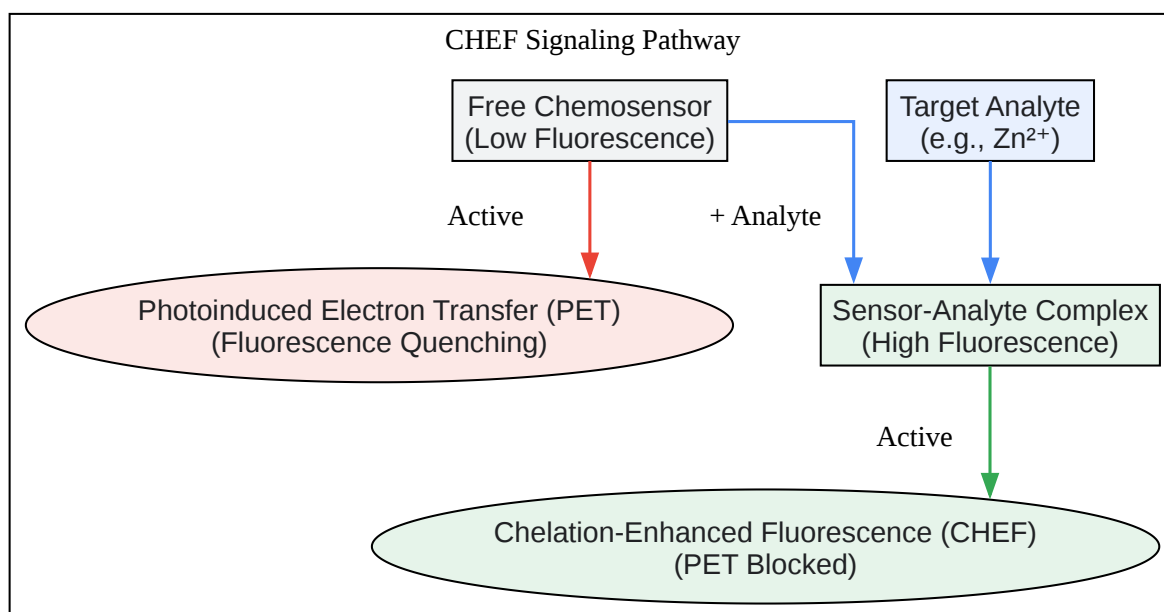 CHEF Signaling Pathway
Free Chemosensor
(Low Fluorescence)
Target Analyte
(e.g., Zn²⁺)
Active
+ Analyte
Photoinduced Electron Transfer (PET)
(Fluorescence Quenching)
Sensor-Analyte Complex
(High Fluorescence)
Active
Chelation-Enhanced Fluorescence (CHEF)
(PET Blocked)